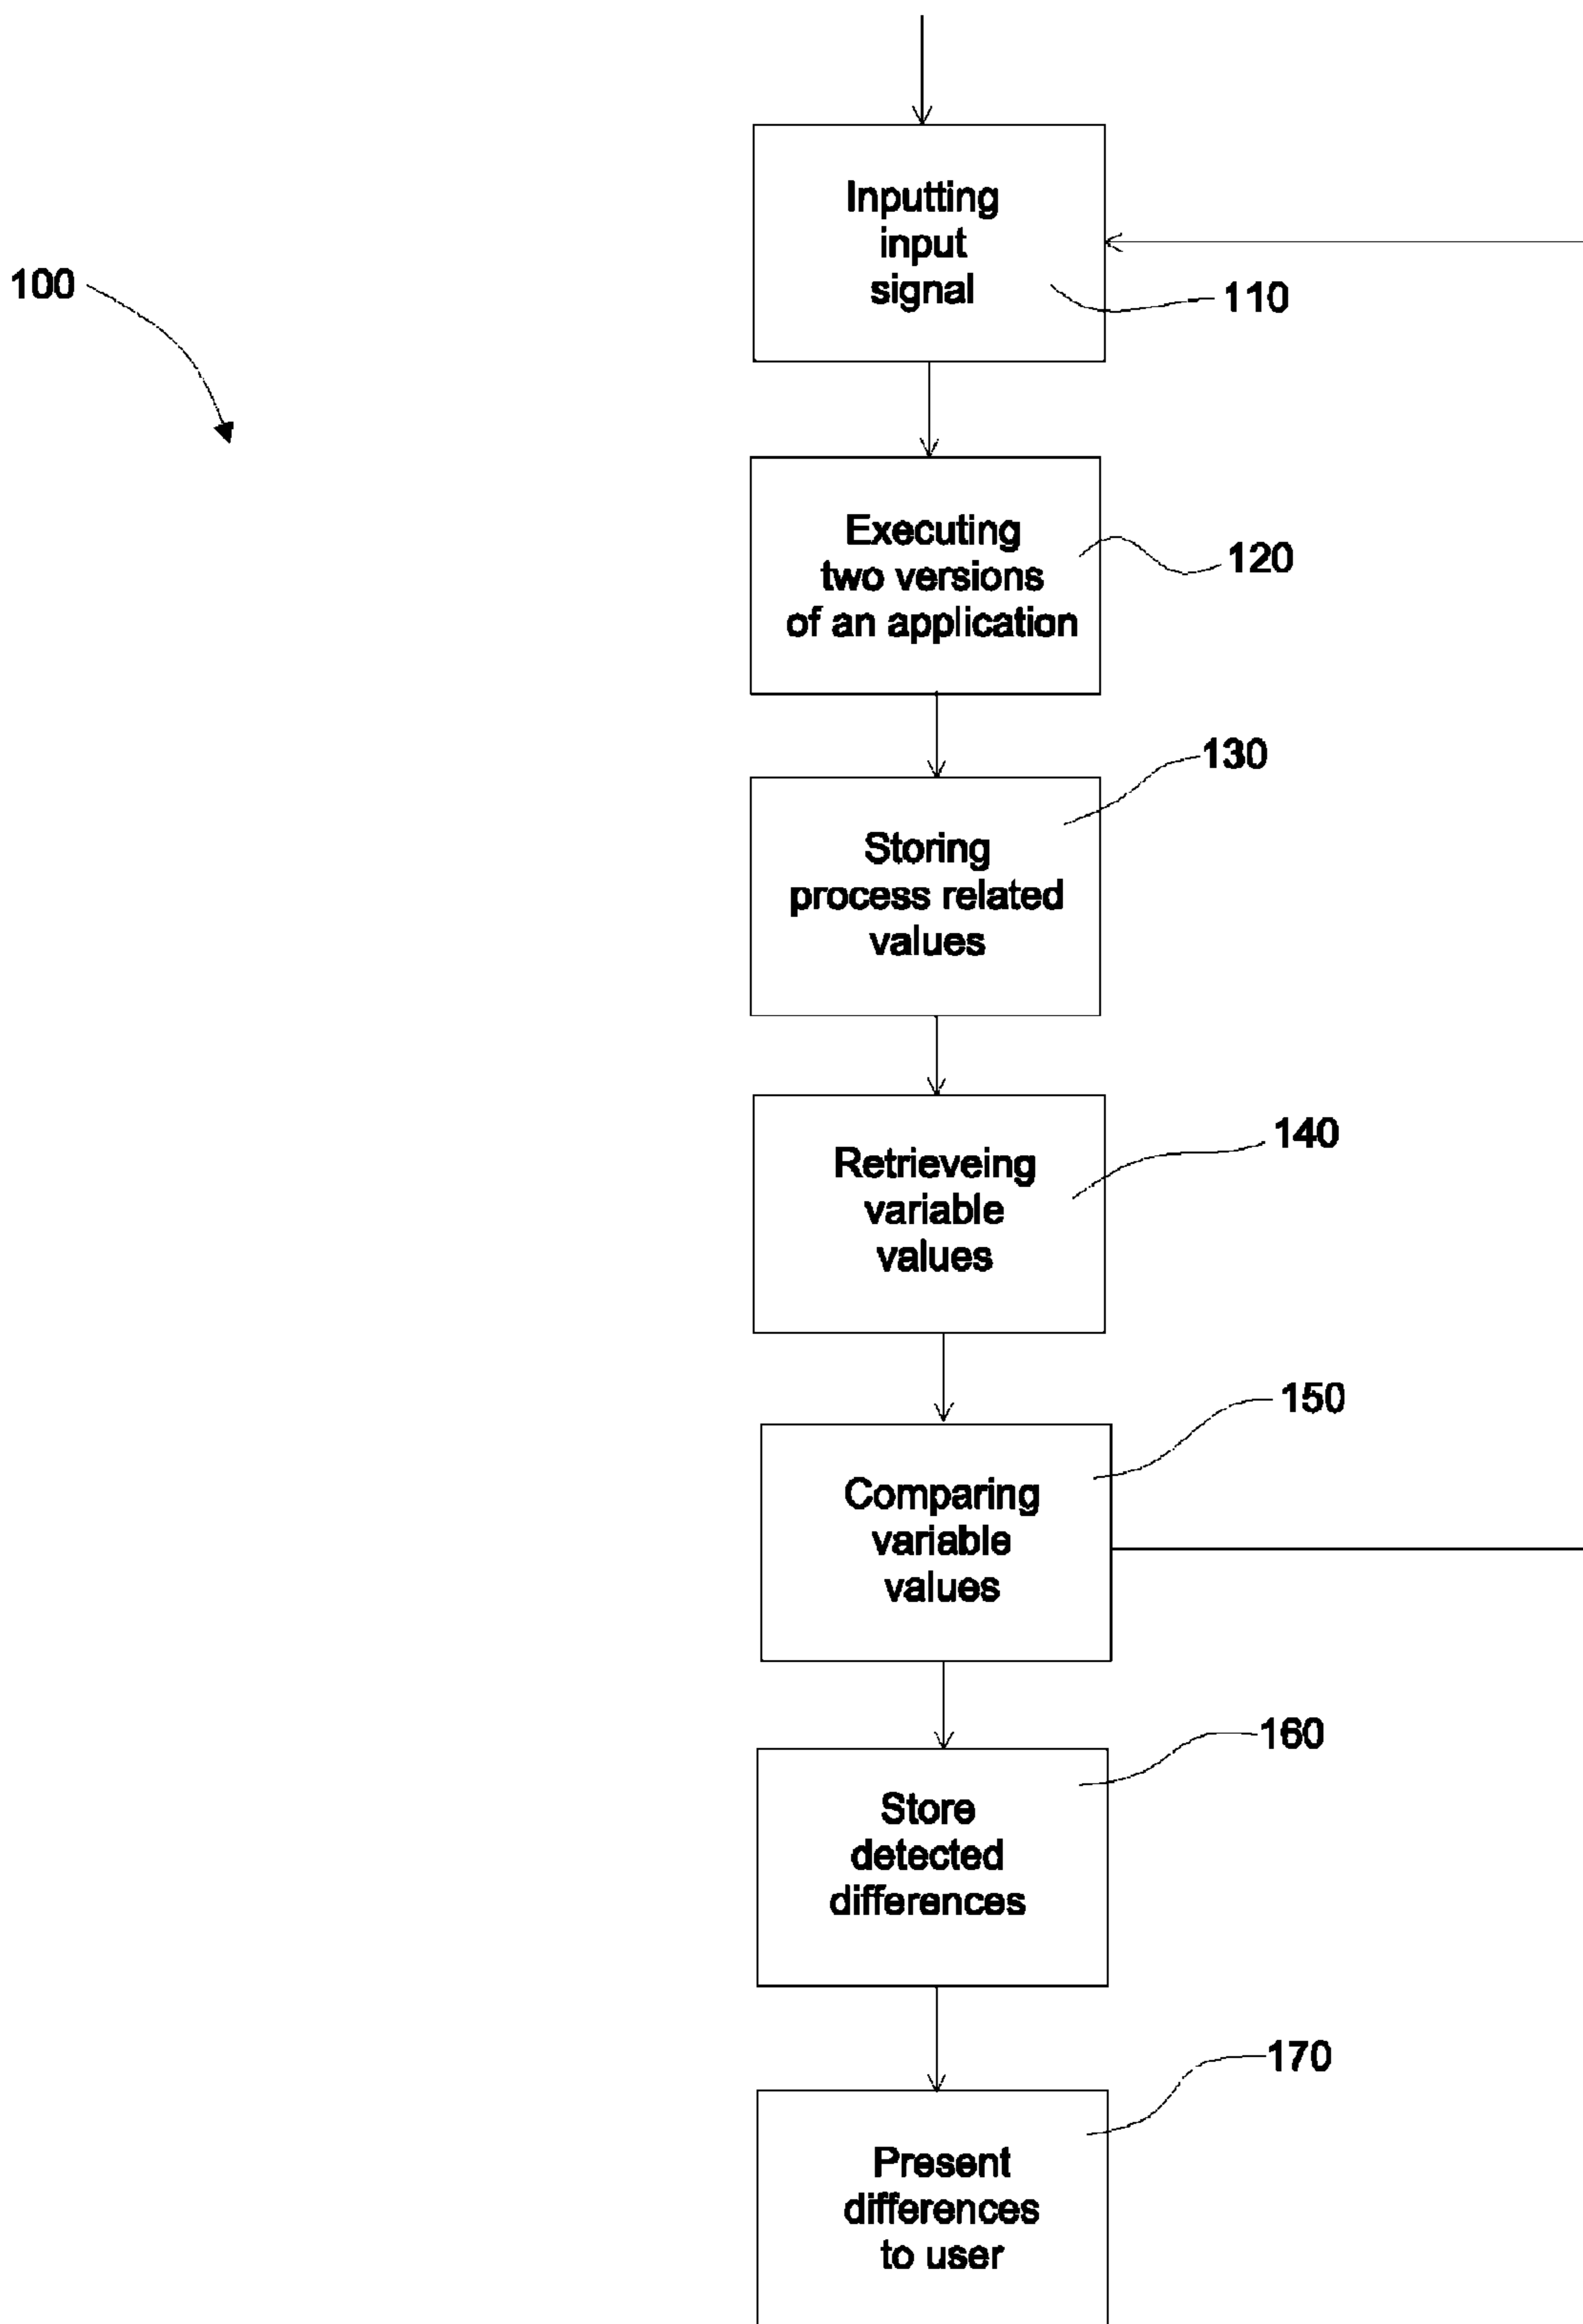 Inputting
input
signal
100
110
Executing
two versions
of an application
120
130
Storing
process related
values
140
Retrieveing
variable
values
150
Comparing
variable
values
160
Store
detected
differences
170
Present
differences
to user